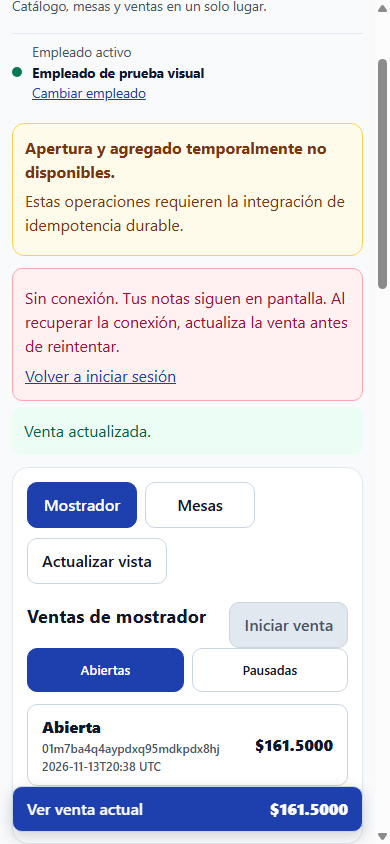 Catálogo, mesas y ventas en un solo lugar.
Empleado activo
Empleado de prueba visual
Cambiar empleado
Apertura y agregado temporalmente no
disponibles.
Estas operaciones requieren la integración de
idempotencia durable.
Sin conexión. Tus notas siguen en pantalla. Al
recuperar la conexión, actualiza la venta antes
de reintentar.
Volver a iniciar sesión
Venta actualizada.
Mostrador
Mesas
Actualizar vista
Ventas de mostrador
Iniciar venta
Abiertas
Pausadas
Abierta
01m7ba4q4aypdxq95mdkpdx8hj
2026-11-13T20:38 UTC
$161.5000
Ver venta actual
$161.5000